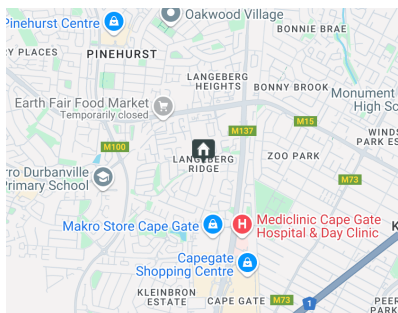 Oakwood Village
Pinehurst Centre
BONNIE BRAE
PINEHURST
LANGEBERG
HEIGHTS
BONNY BROOK
Monument
High Sc
Earth Fair Food Market
Temporarily closed
M15
M137
WINDS
PARK ES
M100
LANGEBERG
RIDGE
ZOO PARK
M73
rro Durbanville
Primary School
Makro Store Cape Gate
Mediclinic Cape Gate
Hospital & Day Clinic
H
K
Capegate
Shopping Centre
KLEINBRON
ESTATE
CAPE GATE
M73
1
PEER
PARK
RY PLACES